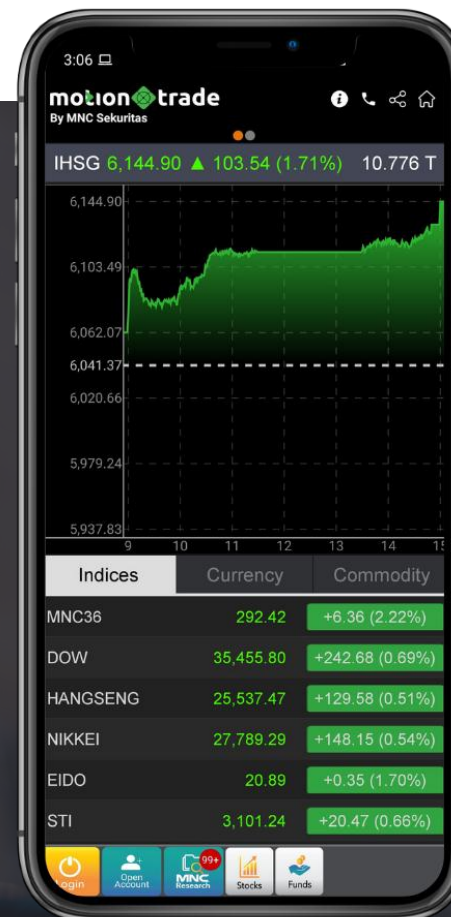 3:06
motion trade
By MNC Sekuritas
IHSG 6,144.90 ▲ 103.54 (1.71%) 10.776 T
6,144.90
6,103.49
6,062.07
6,041.37
6,020.66
5,979.24
5,937.83
9 10 11 12 13 14 15
Indices Currency Commodity
MNC36 292.42 +6.36 (2.22%)
DOW 35,455.80 +242.68 (0.69%)
HANGSENG 25,537.47 +129.58 (0.51%)
NIKKEI 27,789.29 +148.15 (0.54%)
EIDO 20.89 +0.35 (1.70%)
STI 3,101.24 +20.47 (0.66%)
99+
Login Open Account MNC Research Stocks Funds